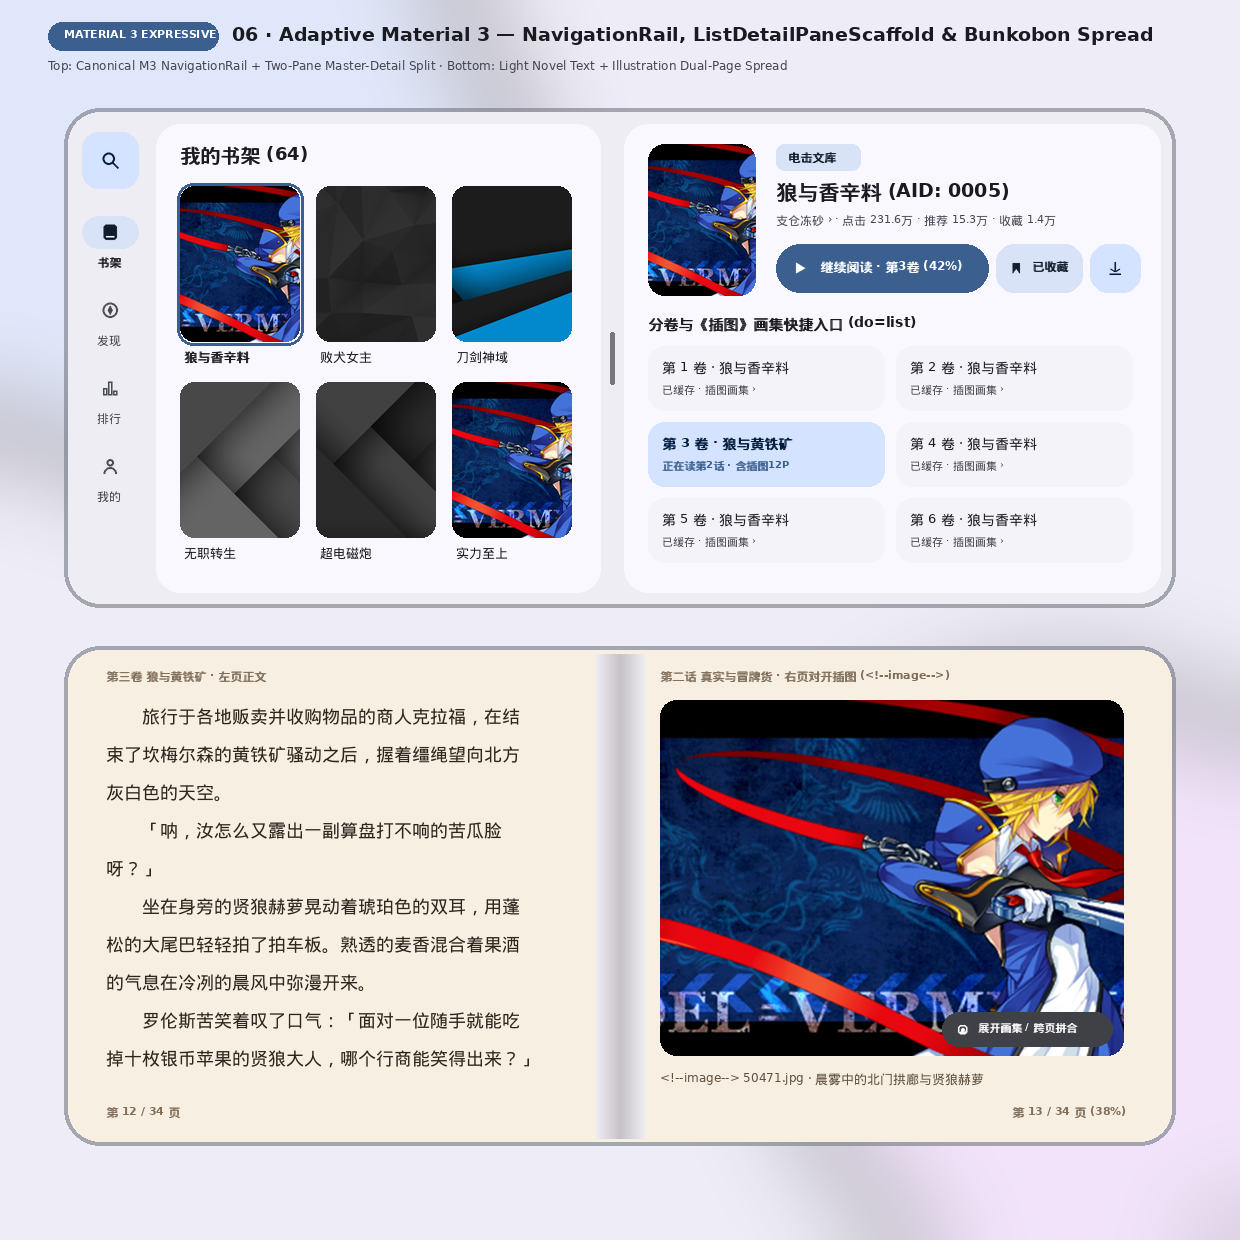 MATERIAL 3 EXPRESSIVE
06 · Adaptive Material 3 — NavigationRail, ListDetailPaneScaffold & Bunkobon Spread
Top: Canonical M3 NavigationRail + Two-Pane Master-Detail Split · Bottom: Light Novel Text + Illustration Dual-Page Spread
书架
发现
排行
我的
我的书架 (64)
VERM
狼与香辛料
败犬女主
刀剑神域
无职转生
超电磁炮
-VERM
实力至上
VERM
电击文库
狼与香辛料 (AID: 0005)
支仓冻砂 › · 点击 231.6万 · 推荐 15.3万 · 收藏 1.4万
继续阅读 · 第3卷 (42%)
已收藏
分卷与《插图》画集快捷入口 (do=list)
第 1 卷 · 狼与香辛料
已缓存 · 插图画集 ›
第 2 卷 · 狼与香辛料
已缓存 · 插图画集 ›
第 3 卷 · 狼与黄铁矿
正在读第2话 · 含插图12P
第 4 卷 · 狼与香辛料
已缓存 · 插图画集 ›
第 5 卷 · 狼与香辛料
已缓存 · 插图画集 ›
第 6 卷 · 狼与香辛料
已缓存 · 插图画集 ›
第三卷 狼与黄铁矿 · 左页正文
旅行于各地贩卖并收购物品的商人克拉福，在结
束了坎梅尔森的黄铁矿骚动之后，握着缰绳望向北方
灰白色的天空。
「呐，汝怎么又露出一副算盘打不响的苦瓜脸
呀？」
坐在身旁的贤狼赫萝晃动着琥珀色的双耳，用蓬
松的大尾巴轻轻拍了拍车板。熟透的麦香混合着果酒
的气息在冷冽的晨风中弥漫开来。
罗伦斯苦笑着叹了口气：「面对一位随手就能吃
掉十枚银币苹果的贤狼大人，哪个行商能笑得出来？」
第 12 / 34 页
第二话 真实与冒牌货 · 右页对开插图 (<!--image-->)
DEL -VERM
展开画集 / 跨页拼合
<!--image--> 50471.jpg · 晨雾中的北门拱廊与贤狼赫萝
第 13 / 34 页 (38%)